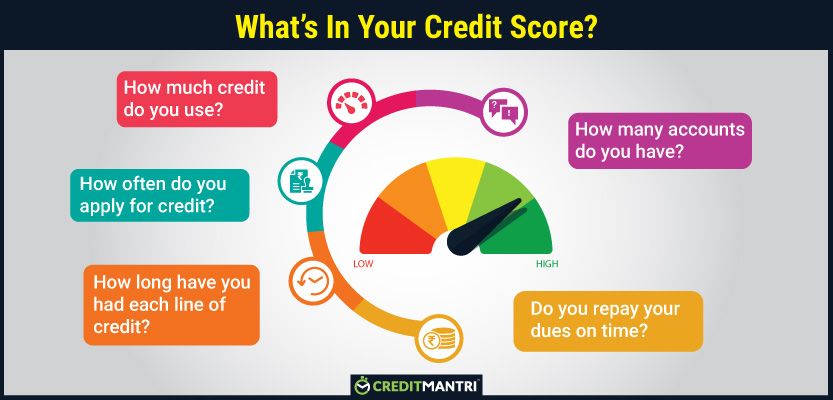 What's In Your Credit Score?
How much credit
do you use?
How many accounts
do you have?
How often do you
apply for credit?
? !
LOW
HIGH
How long have you
had each line of
credit?
Do you repay your
dues on time?
₹
CREDITMANTRI